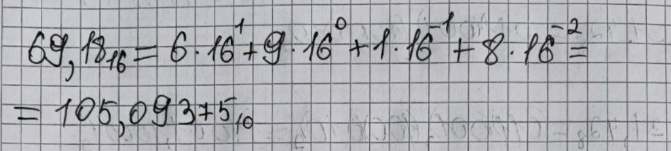 69,18₁₆ = 6·16¹ + 9·16⁰ + 1·16⁻¹ + 8·16⁻² =
= 105,09375₁₀